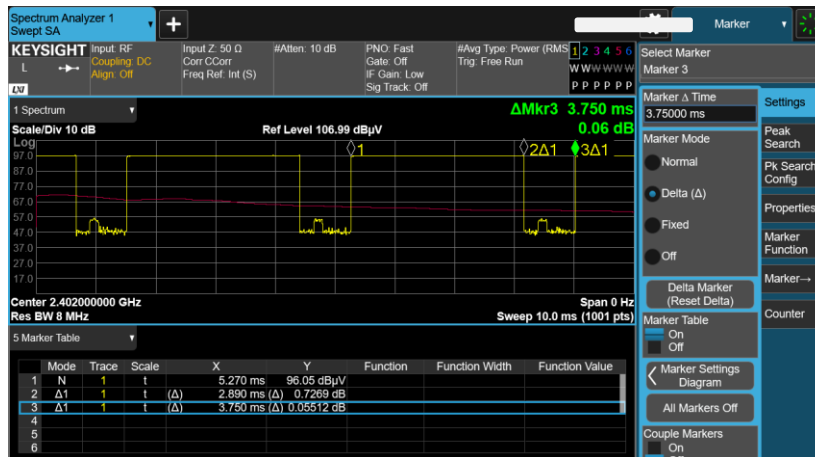 Spectrum Analyzer 1
Swept SA
+
Marker
KEYSIGHT
L
LXI
Input: RF
Coupling: DC
Align: Off
Input Z: 50 Ω
Corr CCorr
Freq Ref: Int (S)
#Atten: 10 dB
PNO: Fast
Gate: Off
IF Gain: Low
Sig Track: Off
#Avg Type: Power (RMS
Trig: Free Run
1 2 3 4 5 6
W W W W W W
P P P P P P
Select Marker
Marker 3
1 Spectrum
ΔMkr3 3.750 ms
0.06 dB
Scale/Div 10 dB
Ref Level 106.99 dBµV
Log
97.0
87.0
77.0
67.0
57.0
47.0
37.0
27.0
17.0
1
2Δ1
3Δ1
Center 2.402000000 GHz
Span 0 Hz
Res BW 8 MHz
Sweep 10.0 ms (1001 pts)
5 Marker Table
Mode Trace Scale X Y Function Function Width Function Value
1 N 1 t 5.270 ms 96.05 dBµV
2 Δ1 1 t (Δ) 2.890 ms (Δ) 0.7269 dB
3 Δ1 1 t (Δ) 3.750 ms (Δ) 0.05512 dB
4
5
6
Marker Δ Time
3.75000 ms
Marker Mode
Normal
Delta (Δ)
Fixed
Off
Delta Marker
(Reset Delta)
Marker Table
On
Off
Marker Settings
Diagram
All Markers Off
Couple Markers
On
Settings
Peak
Search
Pk Search
Config
Properties
Marker
Function
Marker→
Counter